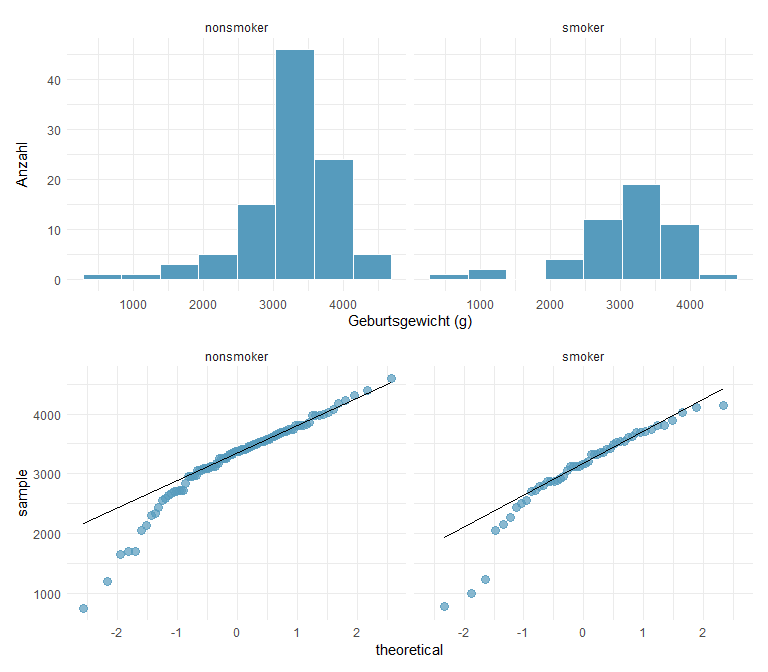 nonsmoker smoker
Anzahl
40
30
20
10
0
1000 2000 3000 4000 1000 2000 3000 4000
Geburtsgewicht (g)
nonsmoker smoker
sample
4000
3000
2000
1000
-2 -1 0 1 2 -2 -1 0 1 2
theoretical